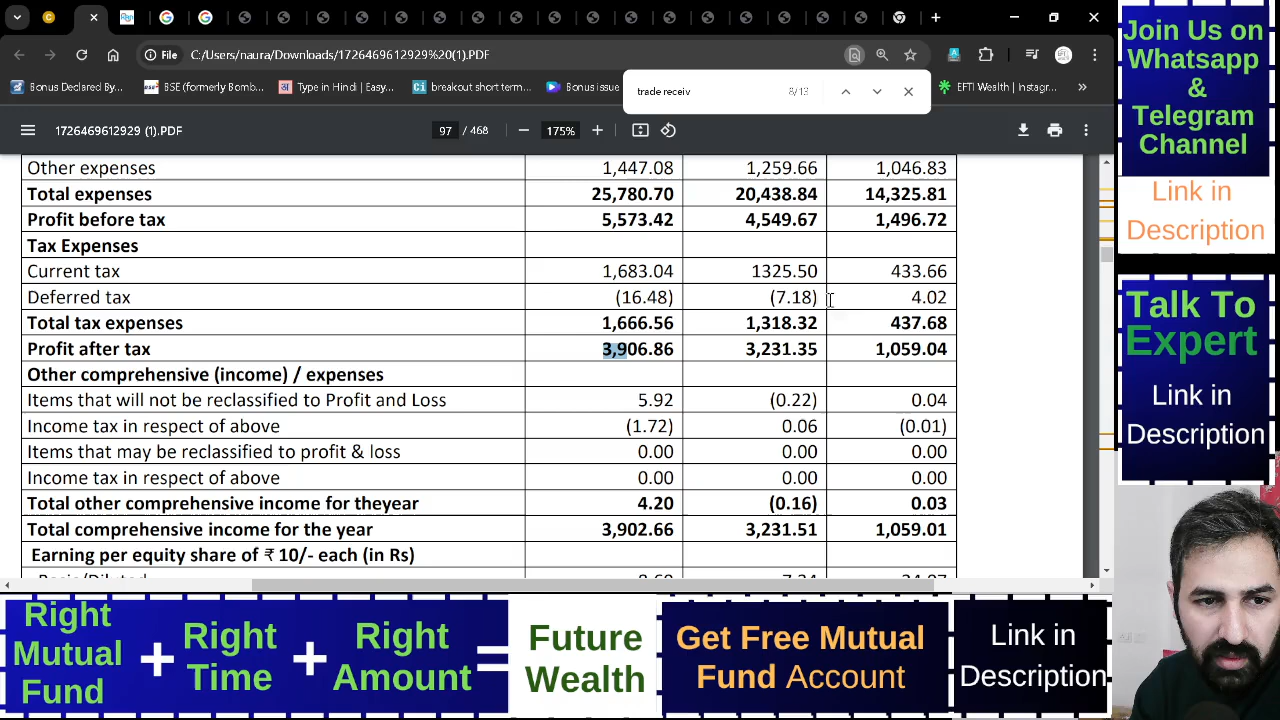 File C:/Users/naura/Downloads/1726469612929%20(1).PDF
Bonus Declared By... BSE (formerly Bomb... Type in Hindi | Easy... breakout short term... Bonus issue EFTI Wealth | Instagr...
trade receiv 8/13
1726469612929 (1).PDF 97 / 468 175%
Other expenses 1,447.08 1,259.66 1,046.83
Total expenses 25,780.70 20,438.84 14,325.81
Profit before tax 5,573.42 4,549.67 1,496.72
Tax Expenses
Current tax 1,683.04 1325.50 433.66
Deferred tax (16.48) (7.18) 4.02
Total tax expenses 1,666.56 1,318.32 437.68
Profit after tax 3,906.86 3,231.35 1,059.04
Other comprehensive (income) / expenses
Items that will not be reclassified to Profit and Loss 5.92 (0.22) 0.04
Income tax in respect of above (1.72) 0.06 (0.01)
Items that may be reclassified to profit & loss 0.00 0.00 0.00
Income tax in respect of above 0.00 0.00 0.00
Total other comprehensive income for theyear 4.20 (0.16) 0.03
Total comprehensive income for the year 3,902.66 3,231.51 1,059.01
Earning per equity share of ₹ 10/- each (in Rs)
Join Us on
Whatsapp
&
Telegram
Channel
Link in
Description
Talk To
Expert
Link in
Description
Right
Mutual
Fund
+
Right
Time
+
Right
Amount
=
Future
Wealth
Get Free Mutual
Fund Account
Link in
Description